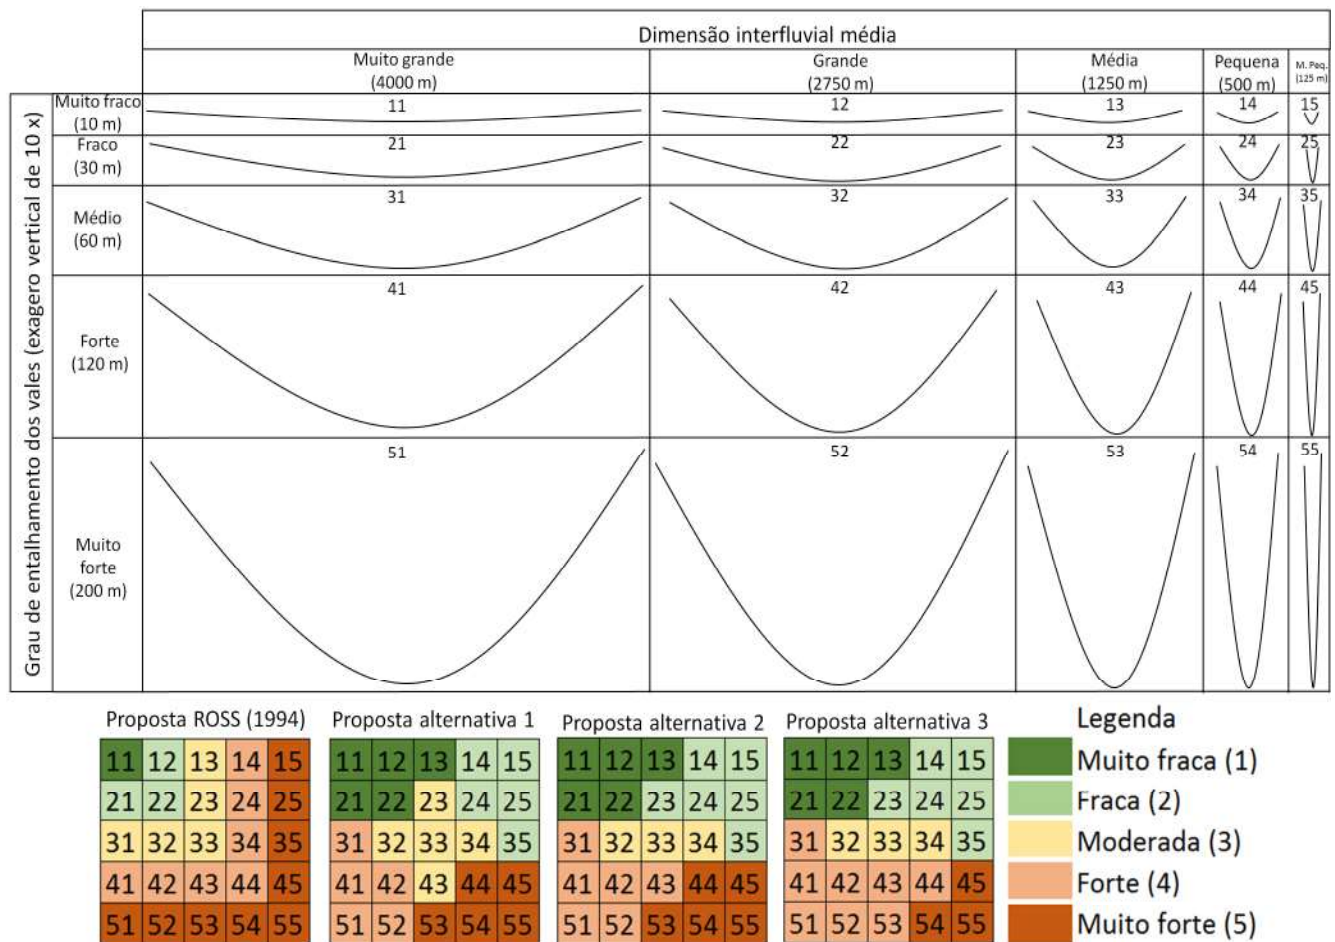 Dimensão interfluvial média
Muito grande
(4000 m)
Grande
(2750 m)
Média
(1250 m)
Pequena
(500 m)
M. Peq.
(125 m)
Grau de entalhamento dos vales (exagero vertical de 10 x)
Muito fraco
(10 m)
11 12 13 14 15
Fraco
(30 m)
21 22 23 24 25
Médio
(60 m)
31 32 33 34 35
Forte
(120 m)
41 42 43 44 45
Muito
forte
(200 m)
51 52 53 54 55
Proposta ROSS (1994)
11 12 13 14 15
21 22 23 24 25
31 32 33 34 35
41 42 43 44 45
51 52 53 54 55
Proposta alternativa 1
11 12 13 14 15
21 22 23 24 25
31 32 33 34 35
41 42 43 44 45
51 52 53 54 55
Proposta alternativa 2
11 12 13 14 15
21 22 23 24 25
31 32 33 34 35
41 42 43 44 45
51 52 53 54 55
Proposta alternativa 3
11 12 13 14 15
21 22 23 24 25
31 32 33 34 35
41 42 43 44 45
51 52 53 54 55
Legenda
Muito fraca (1)
Fraca (2)
Moderada (3)
Forte (4)
Muito forte (5)